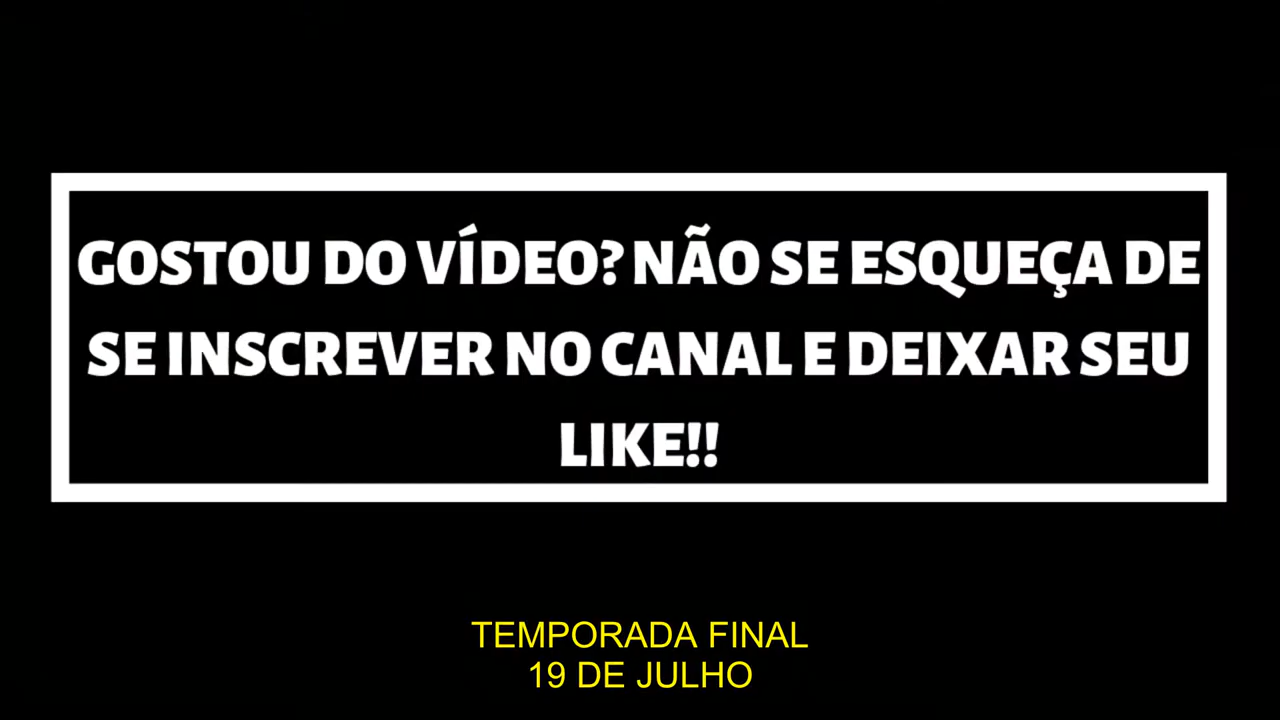 GOSTOU DO VÍDEO? NÃO SE ESQUEÇA DE
SE INSCREVER NO CANAL E DEIXAR SEU
LIKE!!
TEMPORADA FINAL
19 DE JULHO